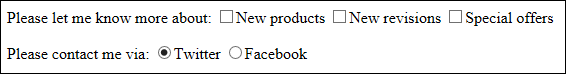 Please let me know more about: New products New revisions Special offers
Please contact me via: Twitter Facebook